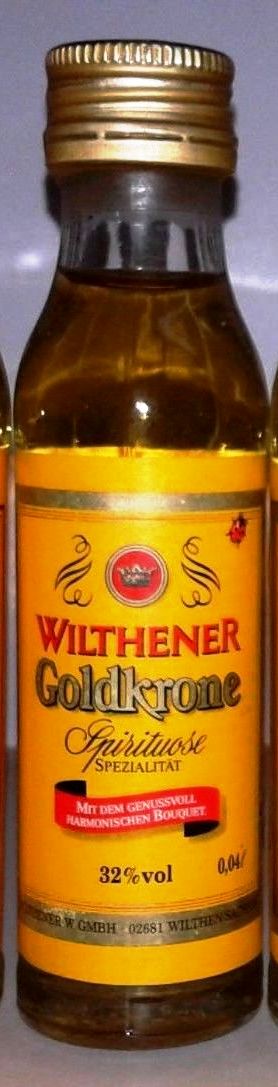 WILTHENER
Goldkrone
Spirituose
SPEZIALITÄT
MIT DEM GENUSSVOLL
HARMONISCHEN BOUQUET.
32%vol
0,04l
W GMBH · 02681 WILTHEN/